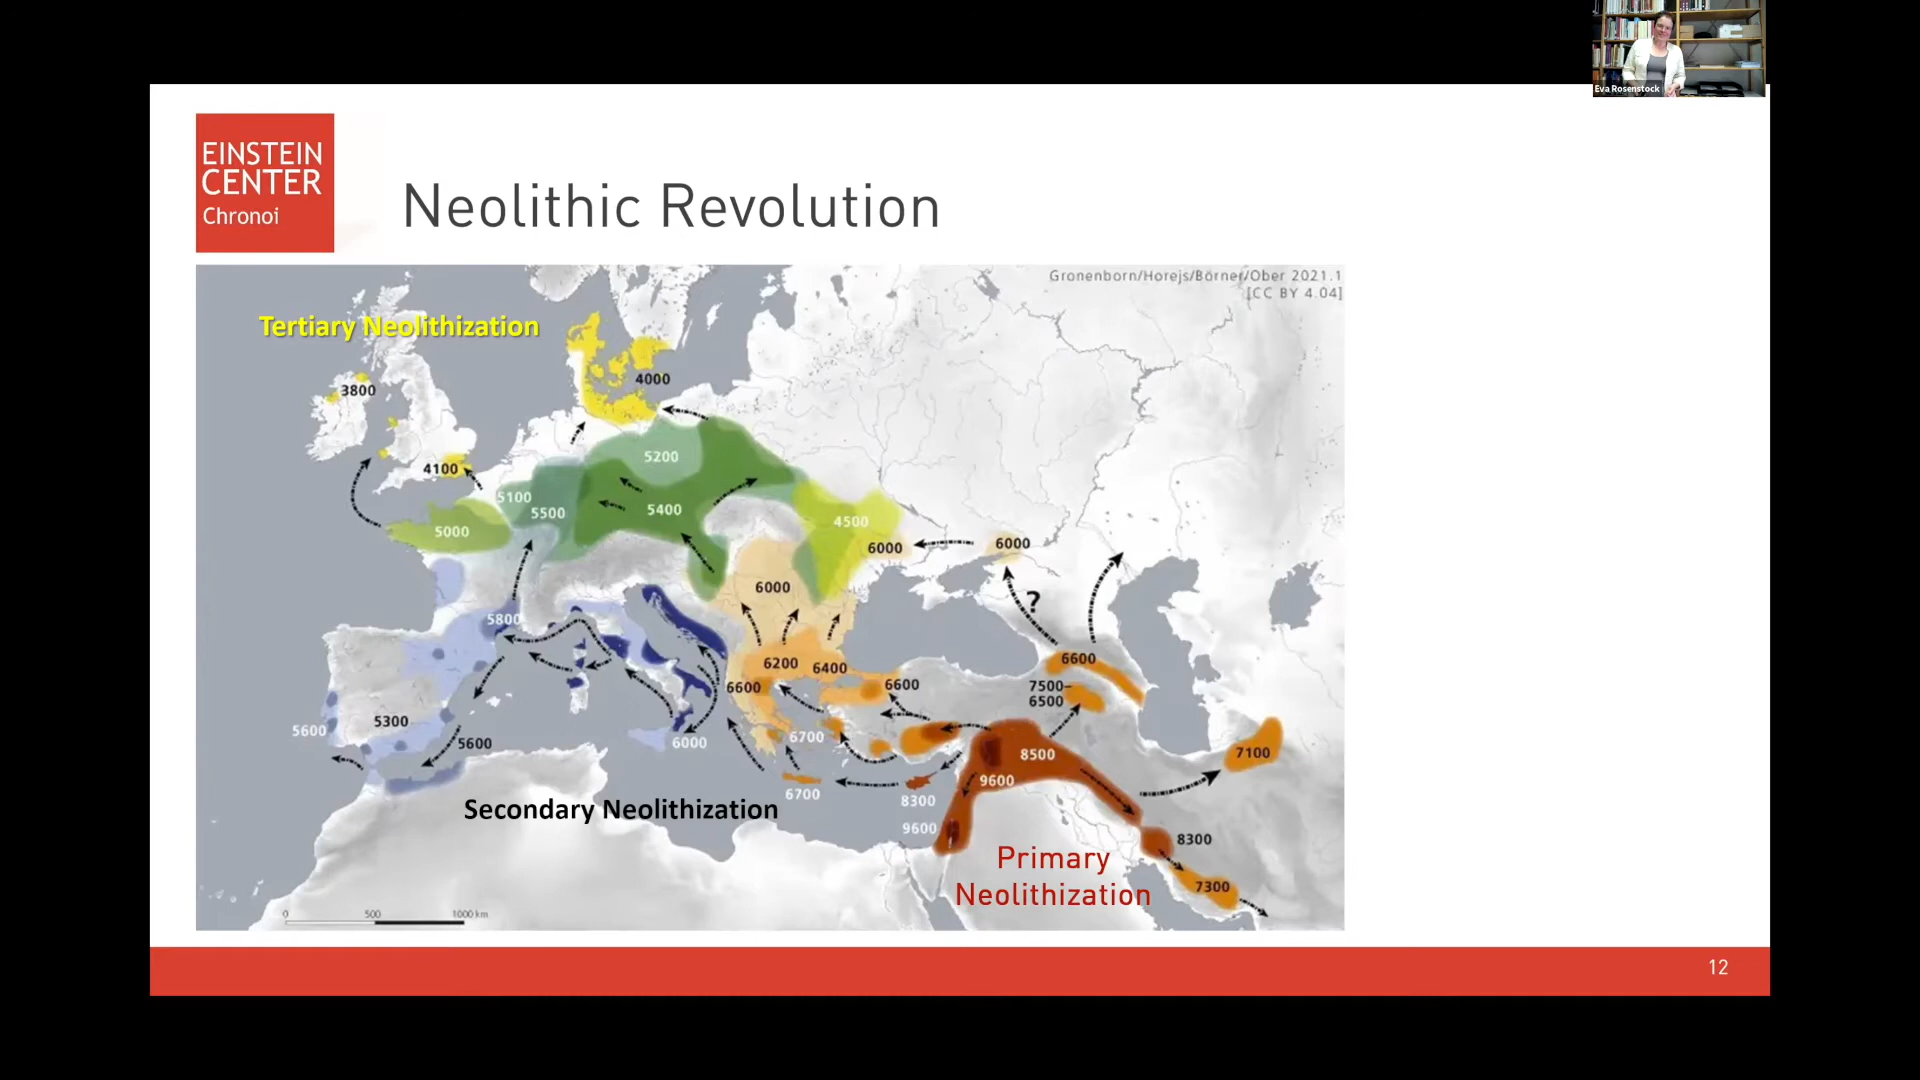 Eva Rosenstock
EINSTEIN
CENTER
Chronoi
Neolithic Revolution
Gronenborn/Horejs/Börner/Ober 2021.1
[CC BY 4.04]
Tertiary Neolithization
3800
4000
4100
5200
5100
5500
5400
5000
4500
6000
6000
6000
?
5800
6600
6200
6400
6600
6600
7500–
6500
5600
5300
5600
6000
6700
8500
7100
9600
6700
8300
9600
8300
7300
Secondary Neolithization
Primary
Neolithization
0 500 1000 km
12